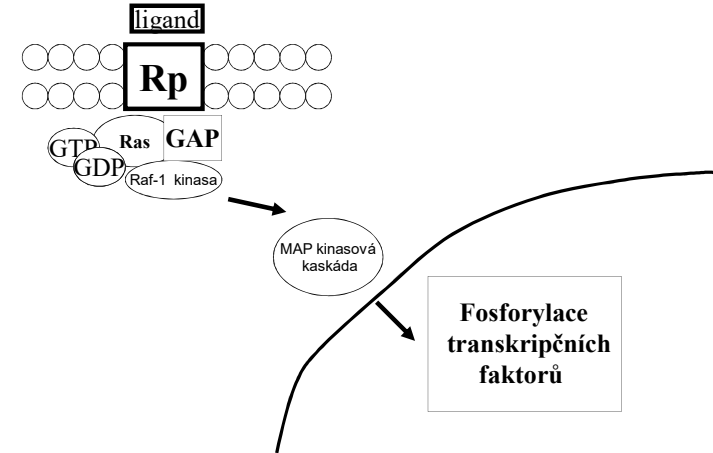 ligand
Rp
GTP
Ras
GAP
GDP
Raf-1 kinasa
MAP kinasová
kaskáda
Fosforylace
transkripčních
faktorů